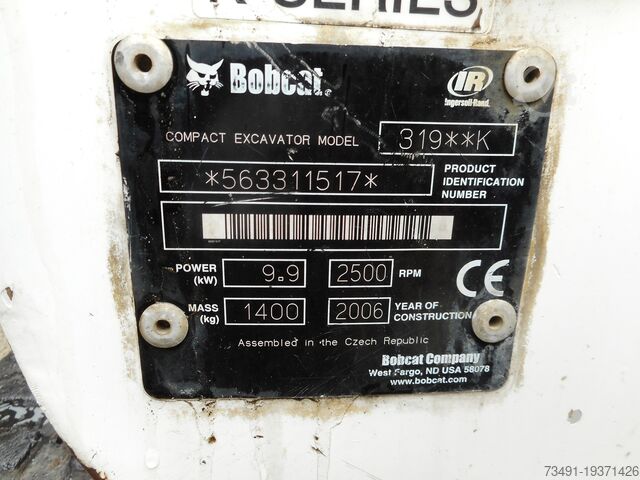 K-SERIES
Bobcat.
IR
Ingersoll-Rand.
COMPACT EXCAVATOR MODEL 319**K
*563311517*
PRODUCT IDENTIFICATION NUMBER
POWER (kW) 9.9 2500 RPM
CE
MASS (kg) 1400 2006 YEAR OF CONSTRUCTION
Assembled in the Czech Republic
Bobcat Company
West Fargo, ND USA 58078
www.bobcat.com
73491-19371426